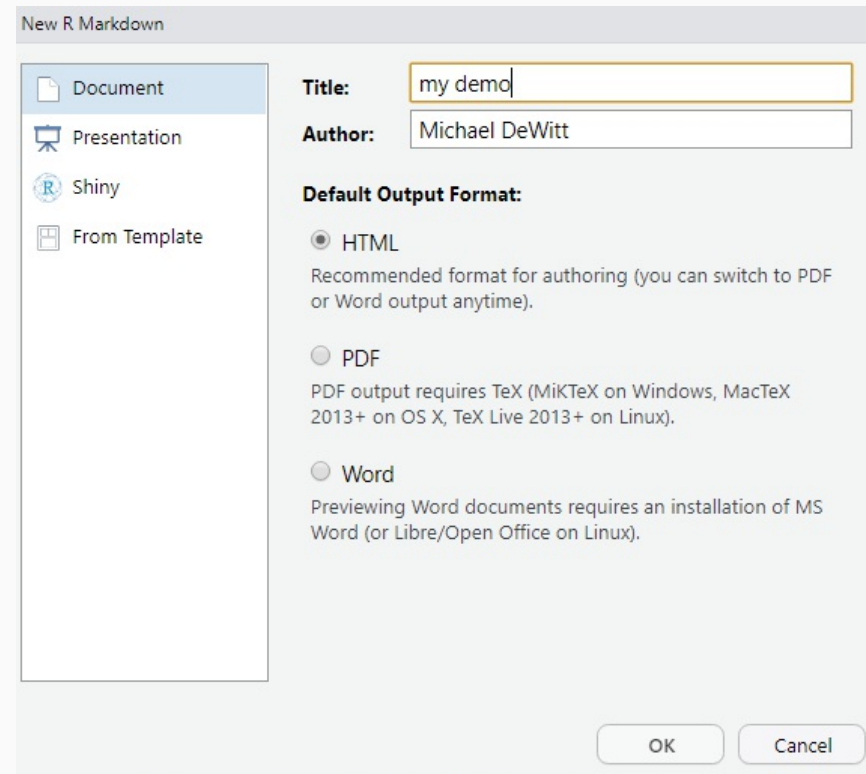 New R Markdown
Document
Presentation
Shiny
From Template
Title: my demo
Author: Michael DeWitt
Default Output Format:
HTML
Recommended format for authoring (you can switch to PDF
or Word output anytime).
PDF
PDF output requires TeX (MiKTeX on Windows, MacTeX
2013+ on OS X, TeX Live 2013+ on Linux).
Word
Previewing Word documents requires an installation of MS
Word (or Libre/Open Office on Linux).
OK Cancel